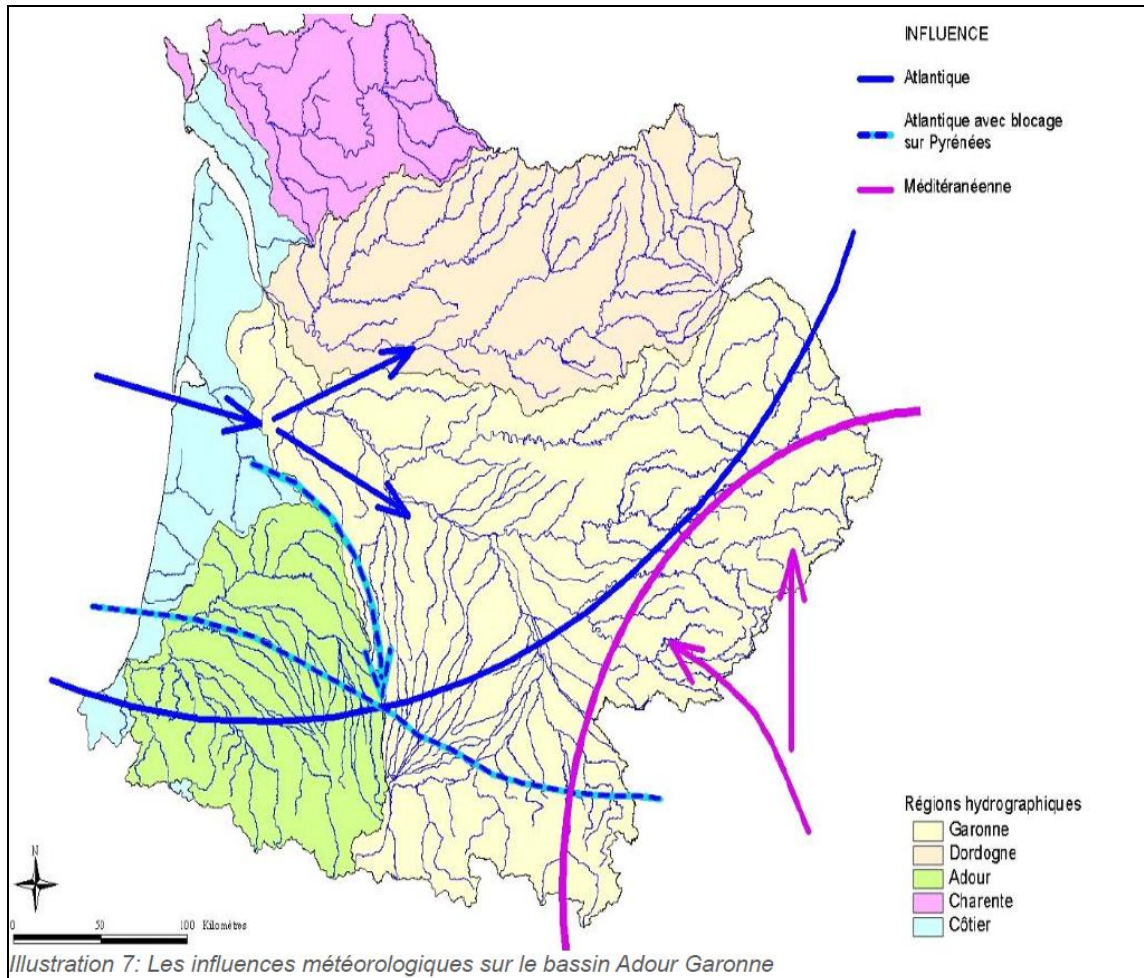 INFLUENCE
Atlantique
Atlantique avec blocage
sur Pyrénées
Méditéranéenne
Régions hydrographiques
Garonne
Dordogne
Adour
Charente
Côtier
N
0 50 100 Kilomètres
Illustration 7: Les influences météorologiques sur le bassin Adour Garonne